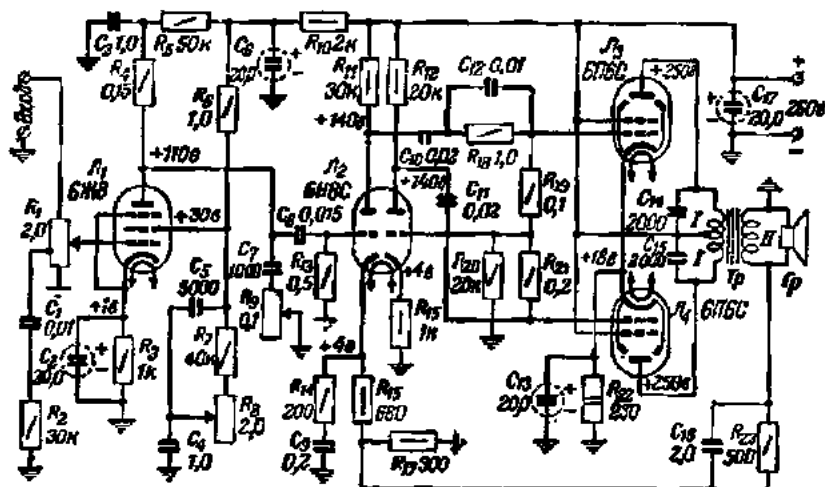 C3 1,0
R5 50к
R4 0,15
C6 20,0
R10 2к
R6 1,0
R11 30к
R12 20к
C12 0,01
Л3 6П6С
+250в
C17 20,0
+
260в
−
Вход
R1 2,0
Л1 6Ж8
+110в
+30в
+1в
Л2 6Н8С
+140в
C10 0,02
R18 1,0
+140в
C11 0,02
R19 0,1
C8 0,015
C7 1000
R13 0,5
R9 0,1
C5 5000
+4в
R20 20к
R21 0,2
C14 2000
I
C15 2000
I
II
Тр
Гр
+18в
Л4 6П6С
+250в
C1 0,01
C2 20,0
R3 1к
R7 40к
R8 2,0
+4в
R15 1к
R2 30к
C4 1,0
R14 200
C9 0,2
R16 680
R17 300
C13 20,0
R22 230
C16 2,0
R23 500